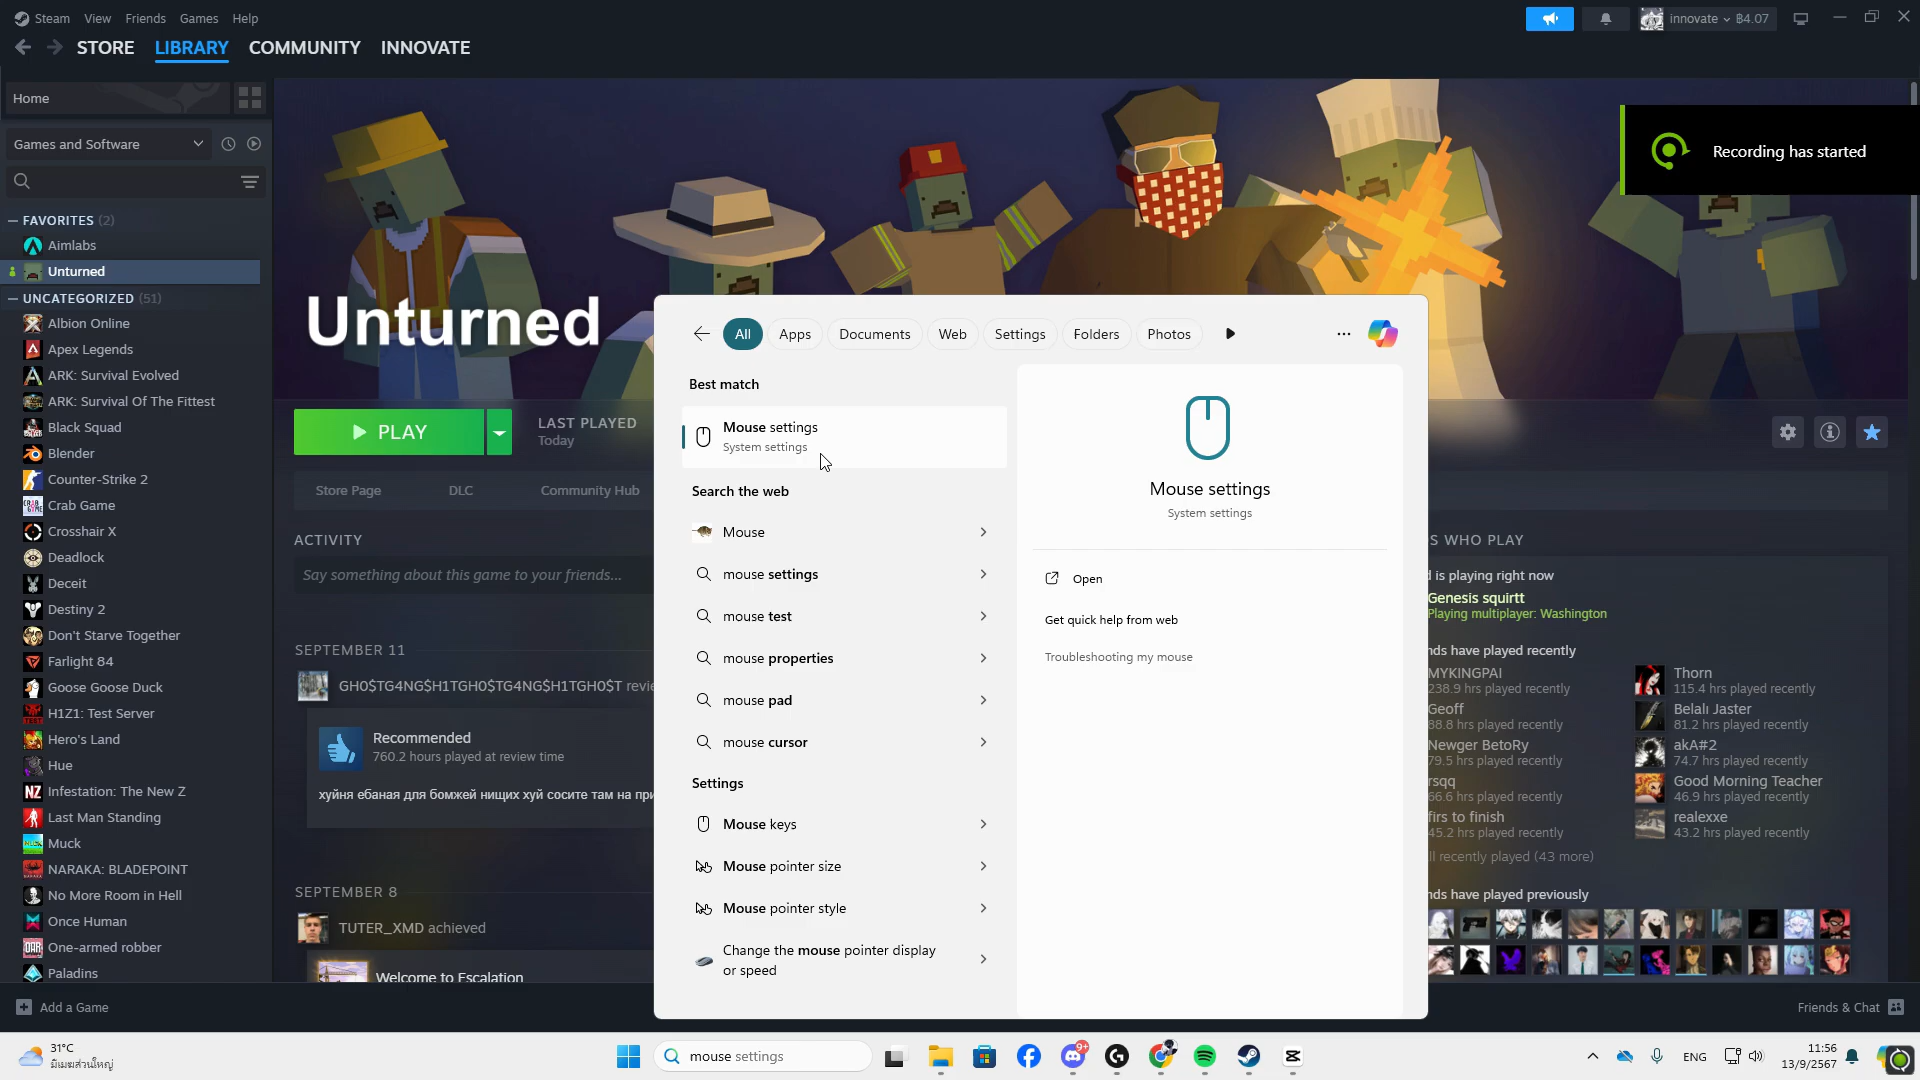 Steam View Friends Games Help
innovate ฿4.07
STORE LIBRARY COMMUNITY INNOVATE
Home
Games and Software
Recording has started
FAVORITES (2)
Aimlabs
Unturned
UNCATEGORIZED (51)
Albion Online
Apex Legends
ARK: Survival Evolved
ARK: Survival Of The Fittest
Black Squad
Blender
Counter-Strike 2
Crab Game
Crosshair X
Deadlock
Deceit
Destiny 2
Don't Starve Together
Farlight 84
Goose Goose Duck
H1Z1: Test Server
Hero's Land
Hue
Infestation: The New Z
Last Man Standing
Muck
NARAKA: BLADEPOINT
No More Room in Hell
Once Human
One-armed robber
Paladins
Add a Game
Unturned
PLAY
LAST PLAYED
Today
Store Page DLC Community Hub
ACTIVITY
Say something about this game to your friends...
SEPTEMBER 11
GH0$TG4NG$H1TGH0$TG4NG$H1TGH0$T revie
Recommended
760.2 hours played at review time
хуйня ебаная для бомжей нищих хуй сосите там на при
SEPTEMBER 8
TUTER_XMD achieved
Welcome to Escalation
All Apps Documents Web Settings Folders Photos
Best match
Mouse settings
System settings
Search the web
Mouse
mouse settings
mouse test
mouse properties
mouse pad
mouse cursor
Settings
Mouse keys
Mouse pointer size
Mouse pointer style
Change the mouse pointer display
or speed
Mouse settings
System settings
Open
Get quick help from web
Troubleshooting my mouse
S WHO PLAY
d is playing right now
Genesis squirtt
Playing multiplayer: Washington
nds have played recently
MYKINGPAI
238.9 hrs played recently
Thorn
115.4 hrs played recently
Geoff
88.8 hrs played recently
Belalı Jaster
81.2 hrs played recently
Newger BetoRy
79.5 hrs played recently
akA#2
74.7 hrs played recently
rsqq
66.6 hrs played recently
Good Morning Teacher
46.9 hrs played recently
firs to finish
45.2 hrs played recently
realexxe
43.2 hrs played recently
ll recently played (43 more)
nds have played previously
Friends & Chat
31°C
มีเมฆส่วนใหญ่
mouse settings
9+
ENG
11:56
13/9/2567